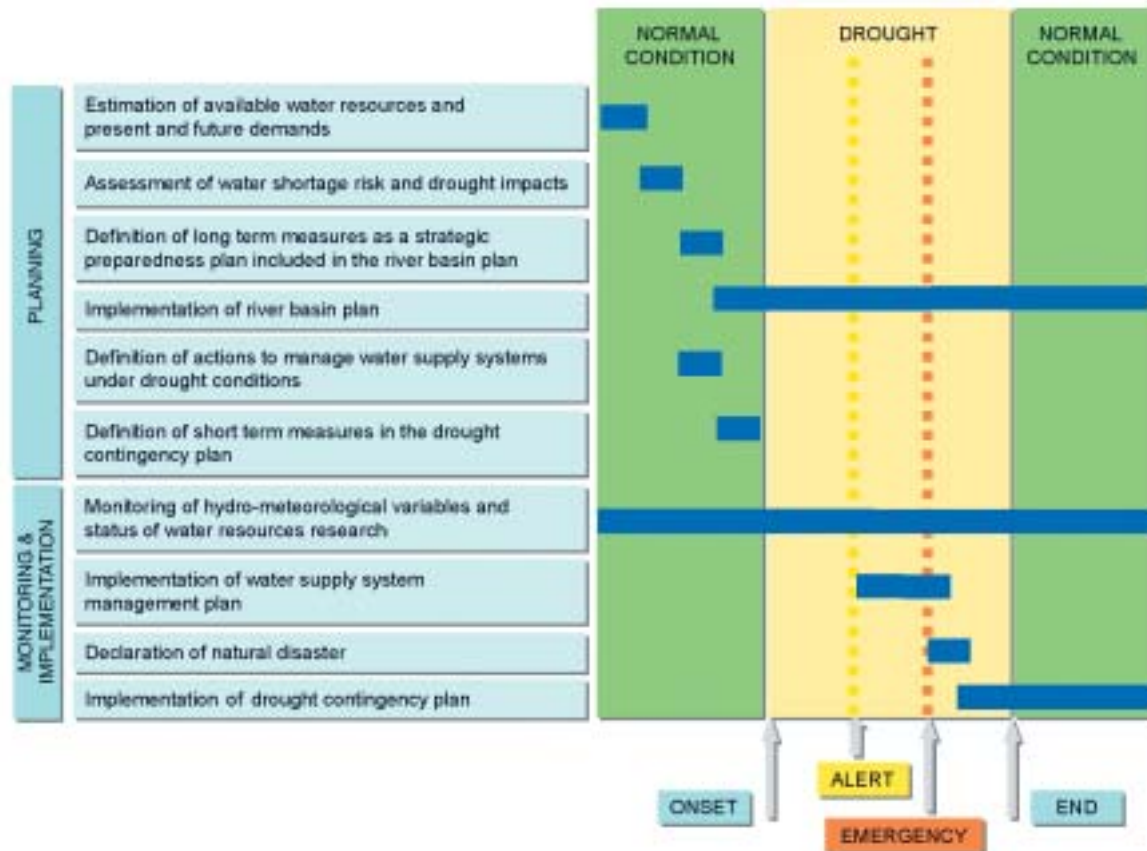 NORMAL
CONDITION
DROUGHT
NORMAL
CONDITION
PLANNING
Estimation of available water resources and
present and future demands
Assessment of water shortage risk and drought impacts
Definition of long term measures as a strategic
preparedness plan included in the river basin plan
Implementation of river basin plan
Definition of actions to manage water supply systems
under drought conditions
Definition of short term measures in the drought
contingency plan
MONITORING &
IMPLEMENTATION
Monitoring of hydro-meteorological variables and
status of water resources research
Implementation of water supply system
management plan
Declaration of natural disaster
Implementation of drought contingency plan
ONSET
ALERT
EMERGENCY
END